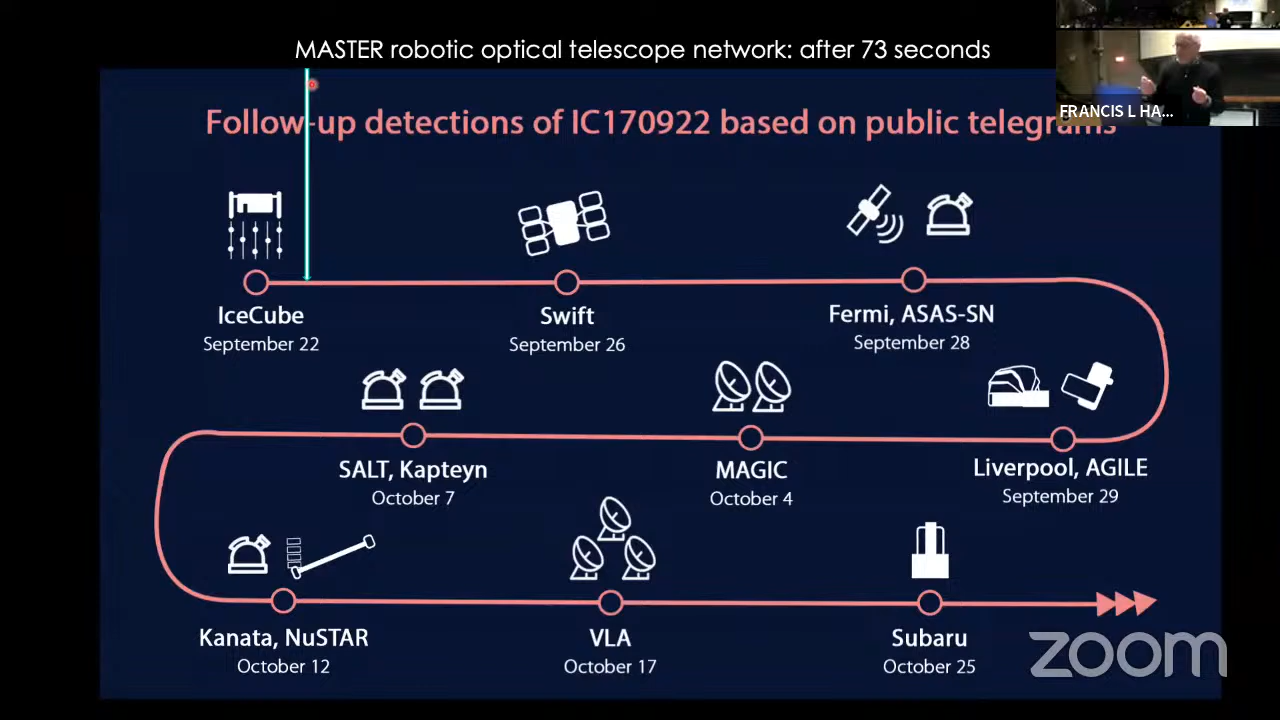 MASTER robotic optical telescope network: after 73 seconds
FRANCIS L HA...
Follow-up detections of IC170922 based on public telegrams
IceCube
September 22
Swift
September 26
Fermi, ASAS-SN
September 28
Liverpool, AGILE
September 29
MAGIC
October 4
SALT, Kapteyn
October 7
Kanata, NuSTAR
October 12
VLA
October 17
Subaru
October 25
zoom